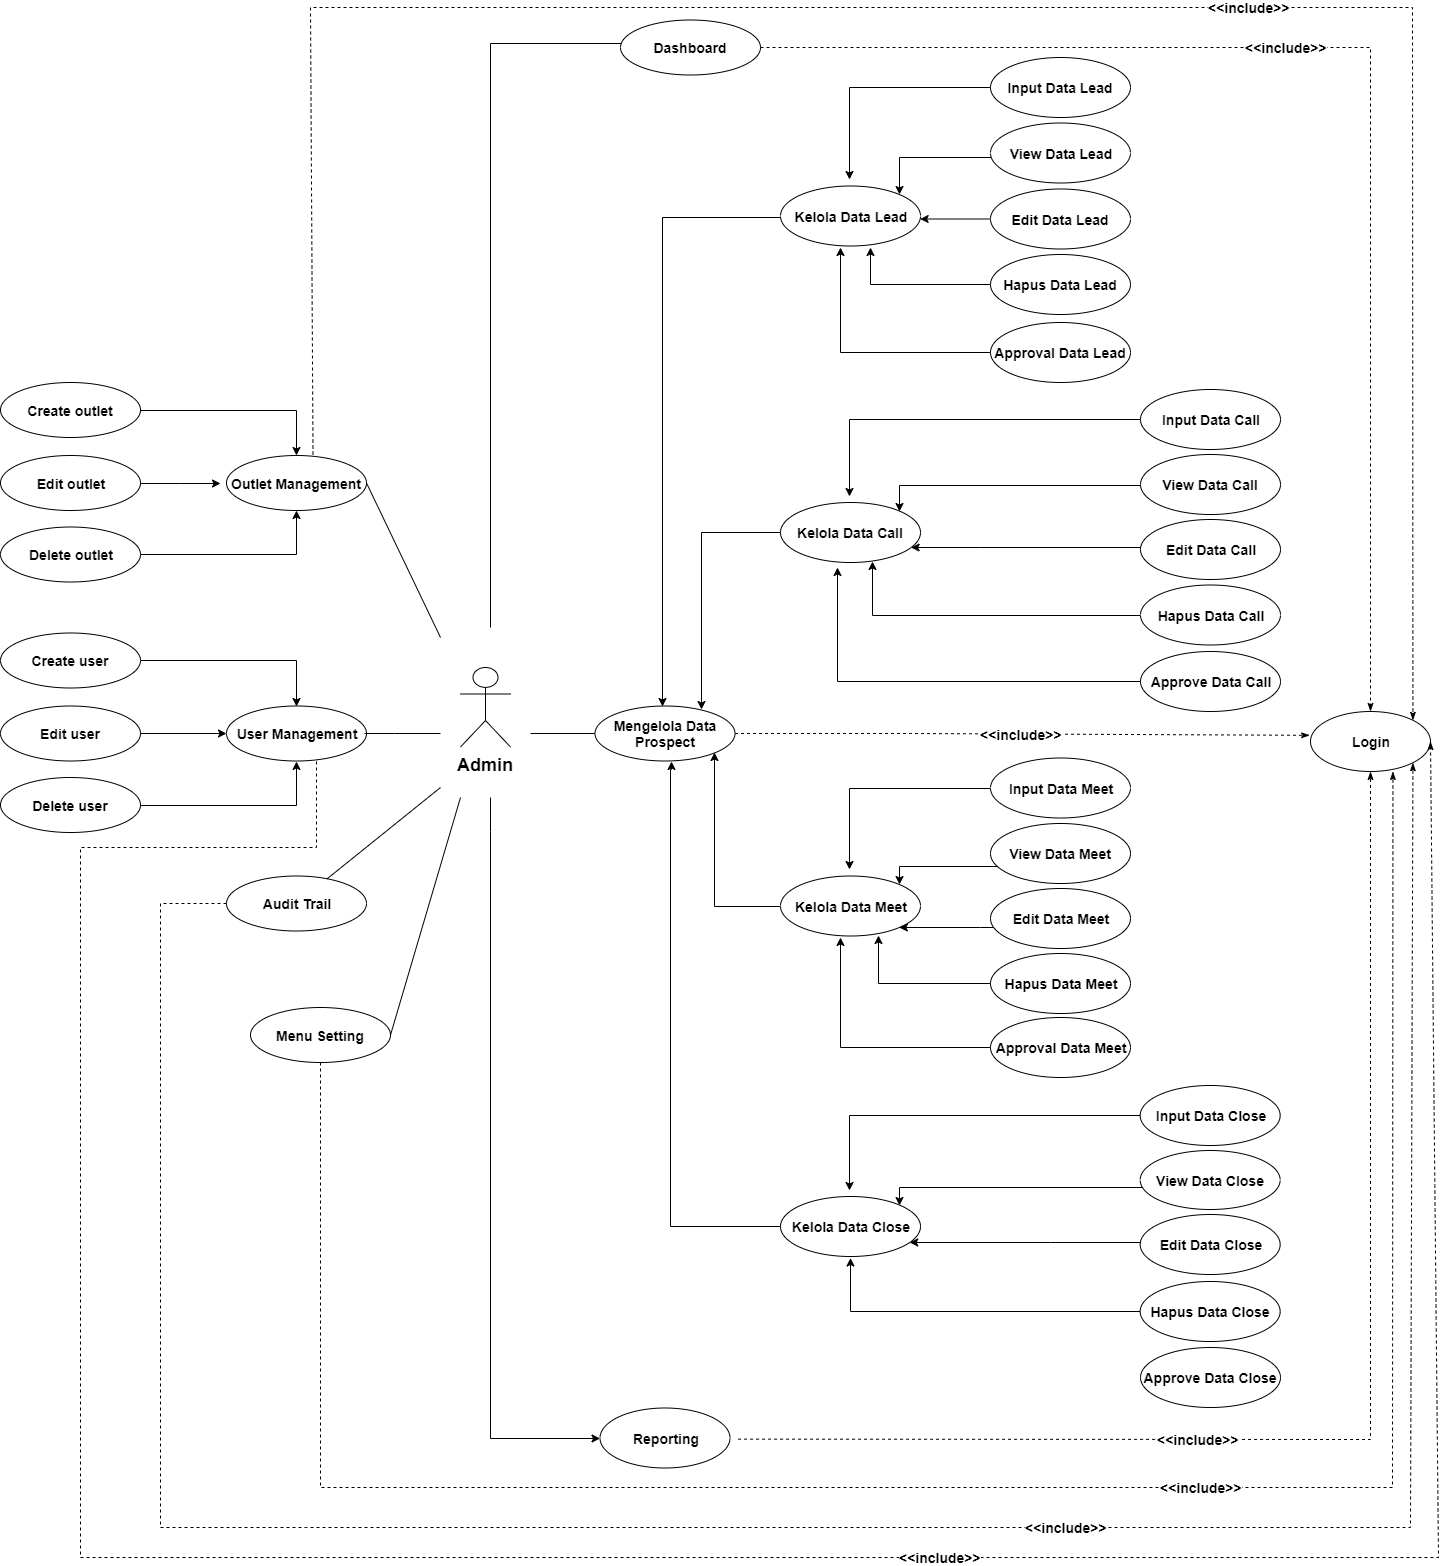 <<include>>
Dashboard
<<include>>
Input Data Lead
View Data Lead
Kelola Data Lead
Edit Data Lead
Hapus Data Lead
Approval Data Lead
Create outlet
Input Data Call
Edit outlet
Outlet Management
View Data Call
Kelola Data Call
Edit Data Call
Delete outlet
Hapus Data Call
Create user
Approve Data Call
Edit user
User Management
Admin
Mengelola Data
Prospect
<<include>>
Login
Delete user
Input Data Meet
View Data Meet
Audit Trail
Kelola Data Meet
Edit Data Meet
Hapus Data Meet
Menu Setting
Approval Data Meet
Input Data Close
View Data Close
Kelola Data Close
Edit Data Close
Hapus Data Close
Approve Data Close
Reporting
<<include>>
<<include>>
<<include>>
<<include>>